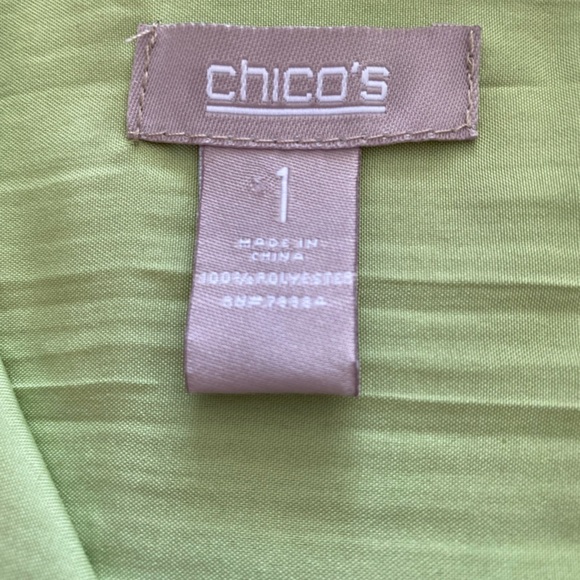 chico's
1
MADE IN
CHINA
100% POLYESTER